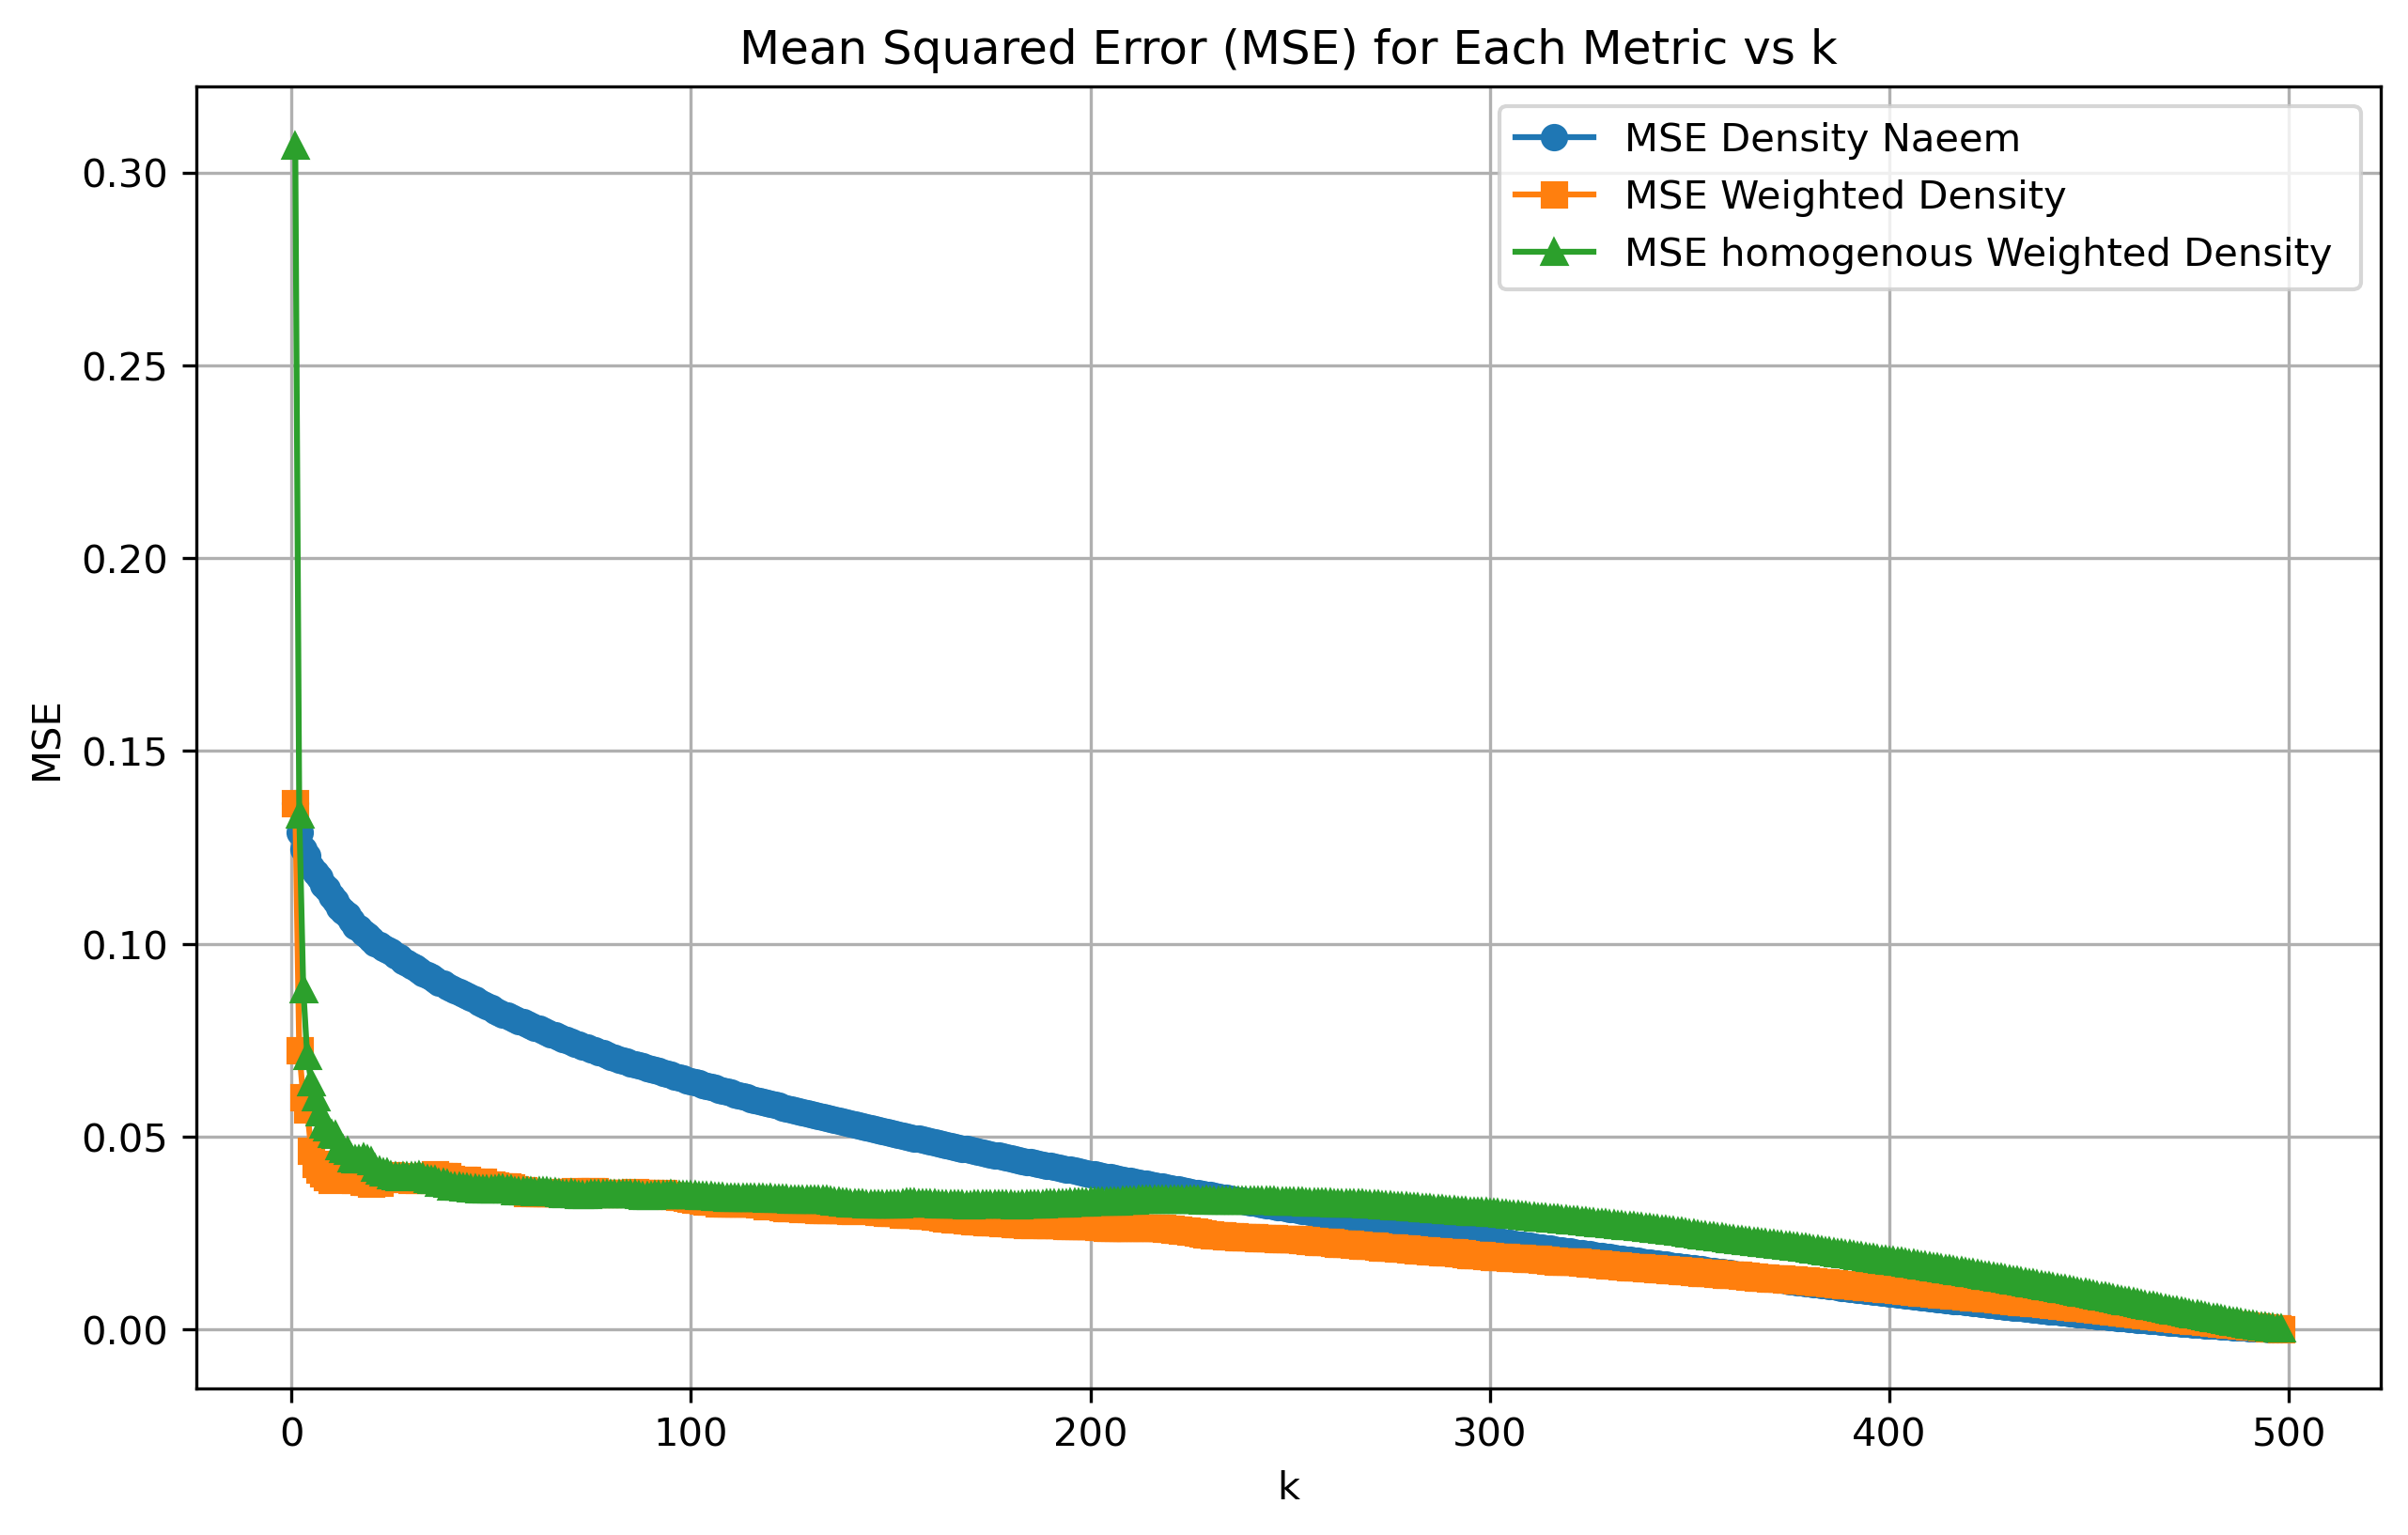 Mean Squared Error (MSE) for Each Metric vs k
MSE Density Naeem
MSE Weighted Density
MSE homogenous Weighted Density
MSE
0.30
0.25
0.20
0.15
0.10
0.05
0.00
0 100 200 300 400 500
k